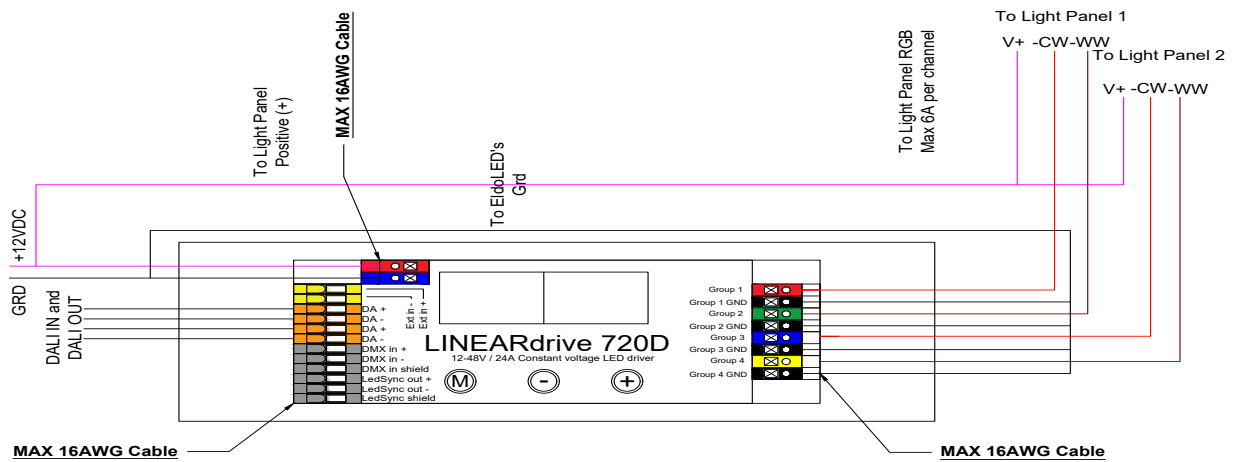 To Light Panel 1
V+ -CW-WW
To Light Panel 2
V+ -CW-WW
To Light Panel RGB
Max 6A per channel
MAX 16AWG Cable
To Light Panel
Positive (+)
To EldoLED's
Grd
+12VDC
GRD
DALI IN and
DALI OUT
Ext in -
Ext in +
DA +
DA -
DA +
DA -
DMX in +
DMX in -
DMX in shield
LedSync out +
LedSync out -
LedSync shield
LINEARdrive 720D
12-48V / 24A Constant voltage LED driver
M
-
+
Group 1
Group 1 GND
Group 2
Group 2 GND
Group 3
Group 3 GND
Group 4
Group 4 GND
MAX 16AWG Cable
MAX 16AWG Cable